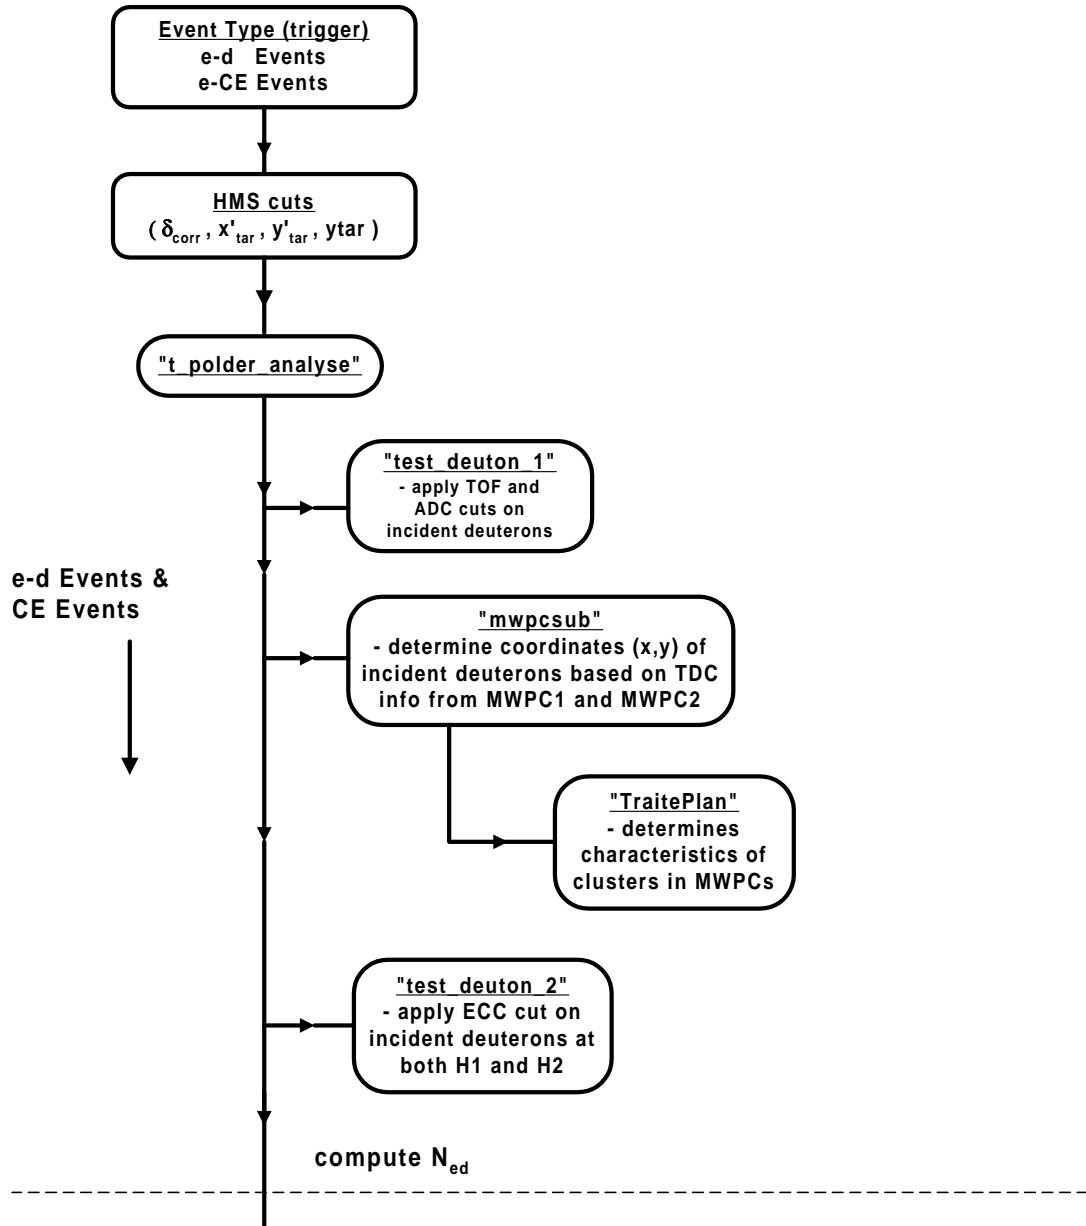 Event Type (trigger)
e-d Events
e-CE Events
HMS cuts
( δcorr , x'tar , y'tar , ytar )
"t_polder_analyse"
"test_deuton_1"
- apply TOF and
ADC cuts on
incident deuterons
e-d Events &
CE Events
"mwpcsub"
- determine coordinates (x,y) of
incident deuterons based on TDC
info from MWPC1 and MWPC2
"TraitePlan"
- determines
characteristics of
clusters in MWPCs
"test_deuton_2"
- apply ECC cut on
incident deuterons at
both H1 and H2
compute Ned